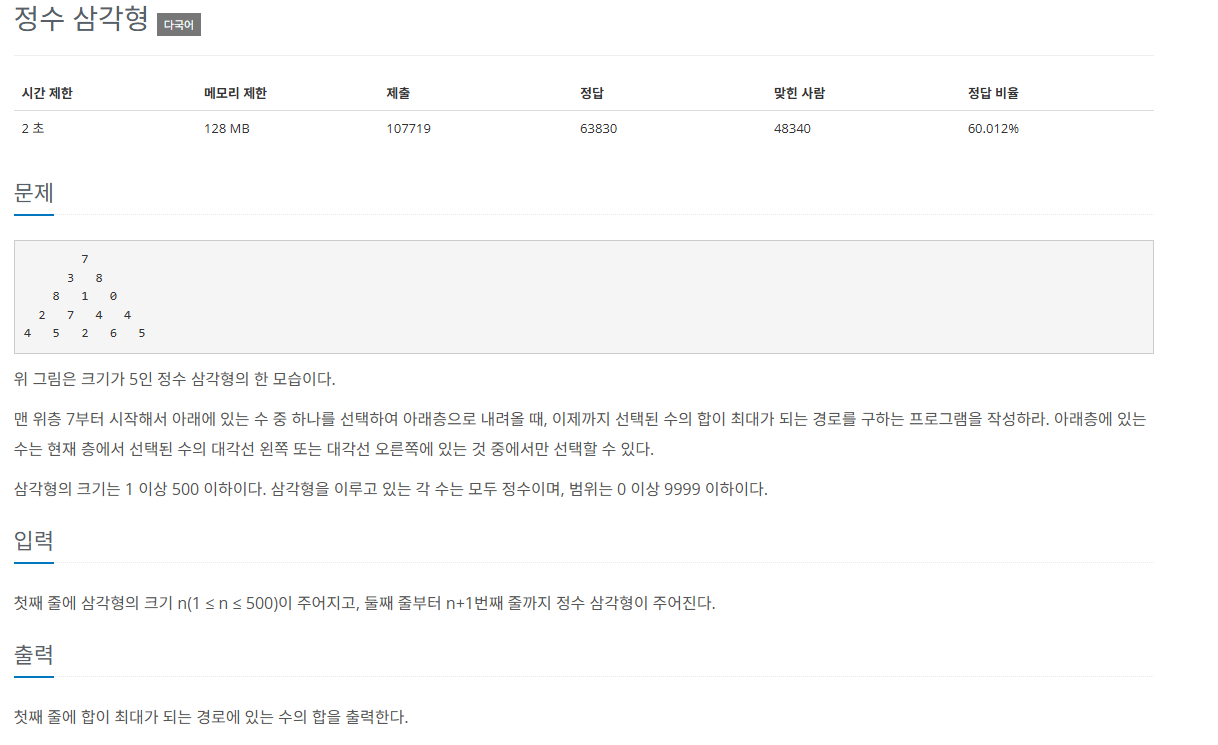 정수 삼각형 다국어
시간 제한 메모리 제한 제출 정답 맞힌 사람 정답 비율
2 초 128 MB 107719 63830 48340 60.012%
문제
7
3 8
8 1 0
2 7 4 4
4 5 2 6 5
위 그림은 크기가 5인 정수 삼각형의 한 모습이다.
맨 위층 7부터 시작해서 아래에 있는 수 중 하나를 선택하여 아래층으로 내려올 때, 이제까지 선택된 수의 합이 최대가 되는 경로를 구하는 프로그램을 작성하라. 아래층에 있는
수는 현재 층에서 선택된 수의 대각선 왼쪽 또는 대각선 오른쪽에 있는 것 중에서만 선택할 수 있다.
삼각형의 크기는 1 이상 500 이하이다. 삼각형을 이루고 있는 각 수는 모두 정수이며, 범위는 0 이상 9999 이하이다.
입력
첫째 줄에 삼각형의 크기 n(1 ≤ n ≤ 500)이 주어지고, 둘째 줄부터 n+1번째 줄까지 정수 삼각형이 주어진다.
출력
첫째 줄에 합이 최대가 되는 경로에 있는 수의 합을 출력한다.